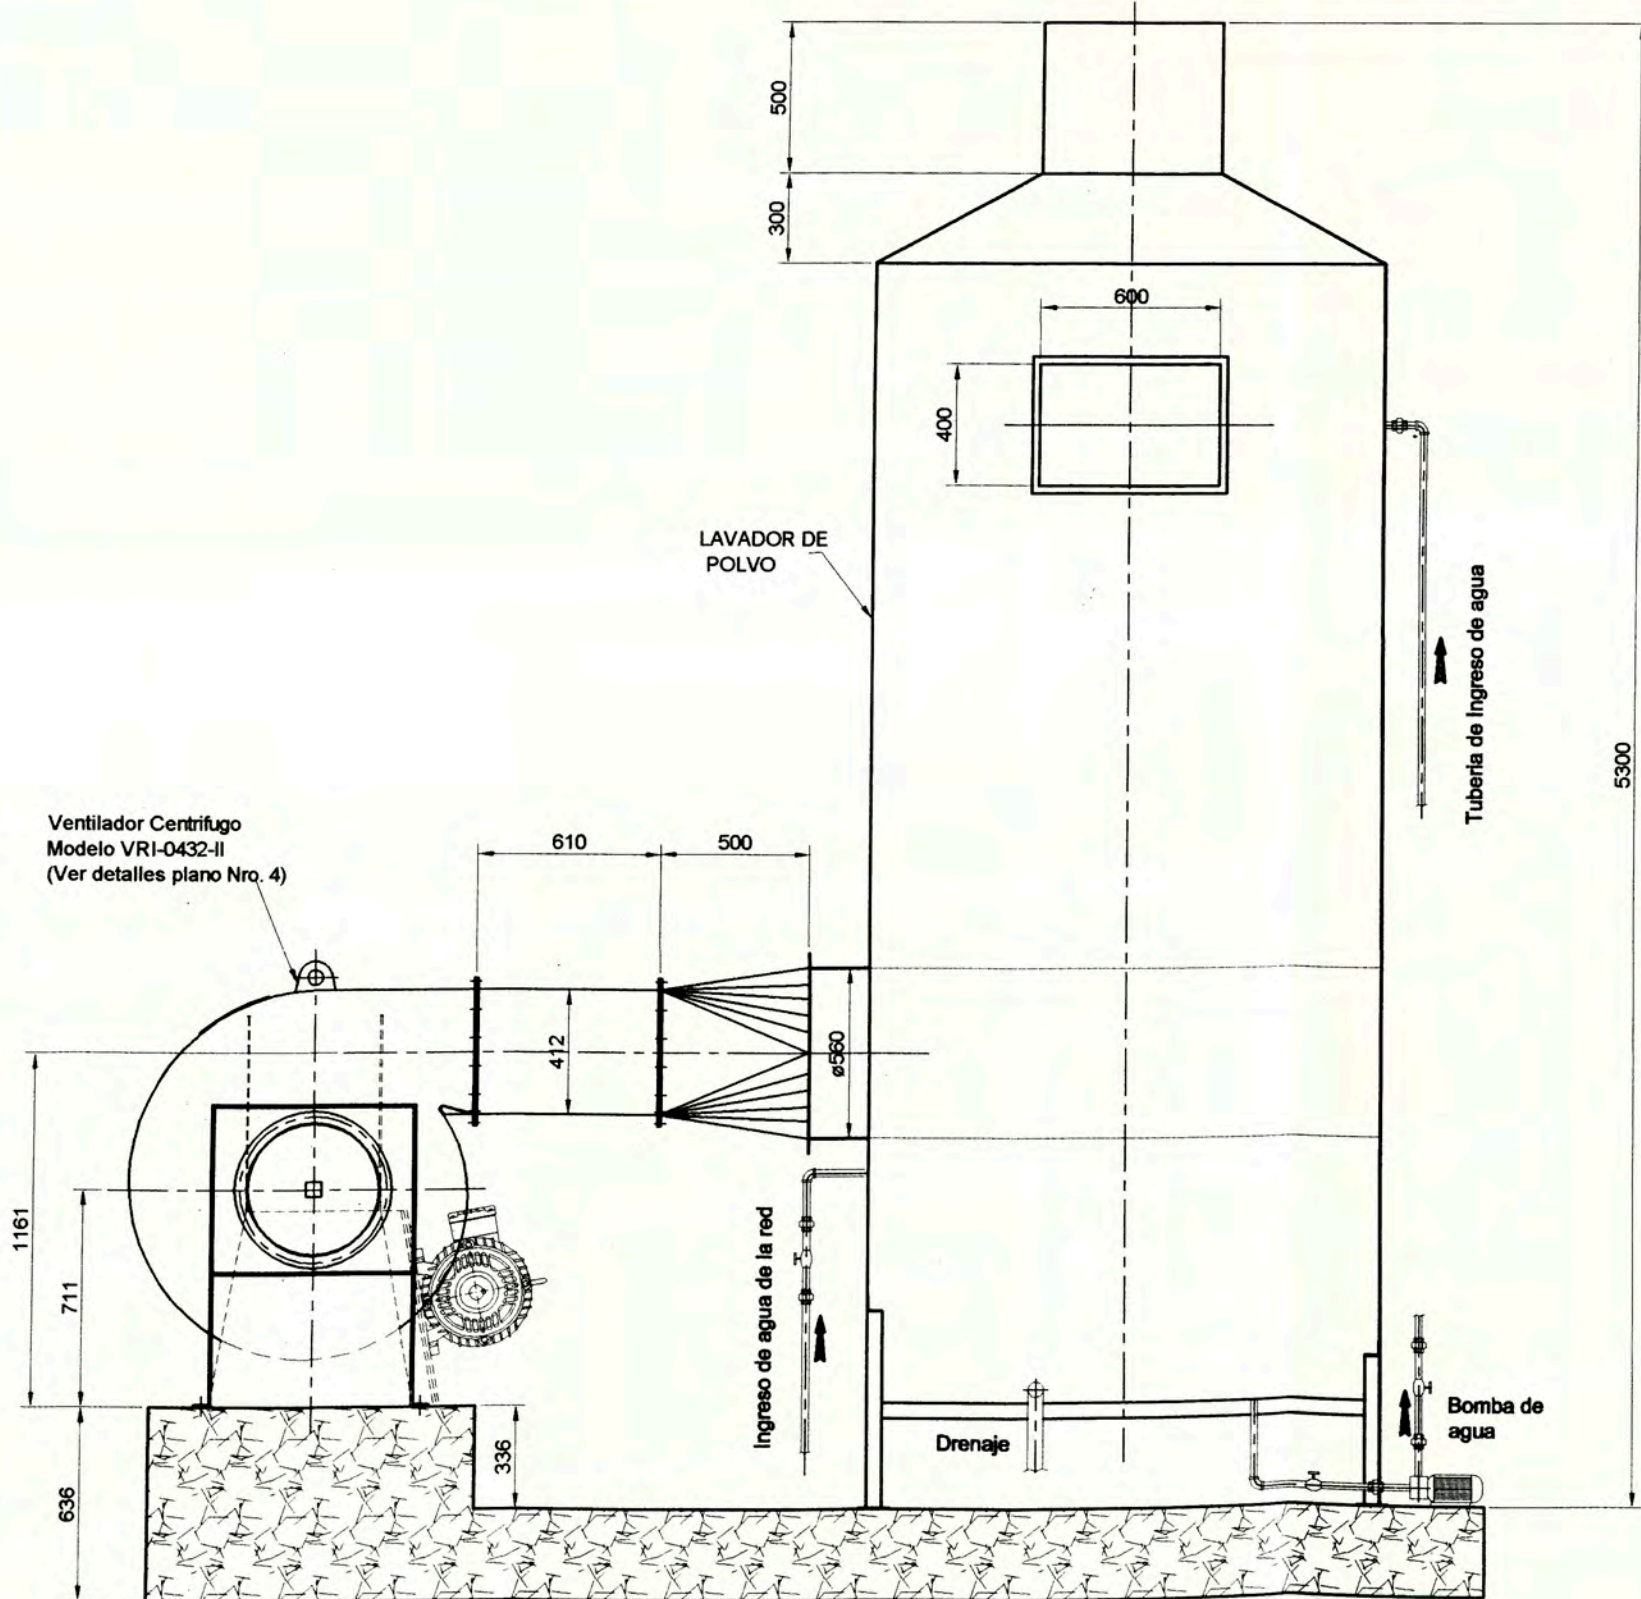 500
300
600
400
LAVADOR DE
POLVO
Tuberia de Ingreso de agua
5300
Ventilador Centrifugo
Modelo VRI-0432-II
(Ver detalles plano Nro. 4)
610
500
412
ø560
1161
711
Ingreso de agua de la red
336
636
Drenaje
Bomba de
agua